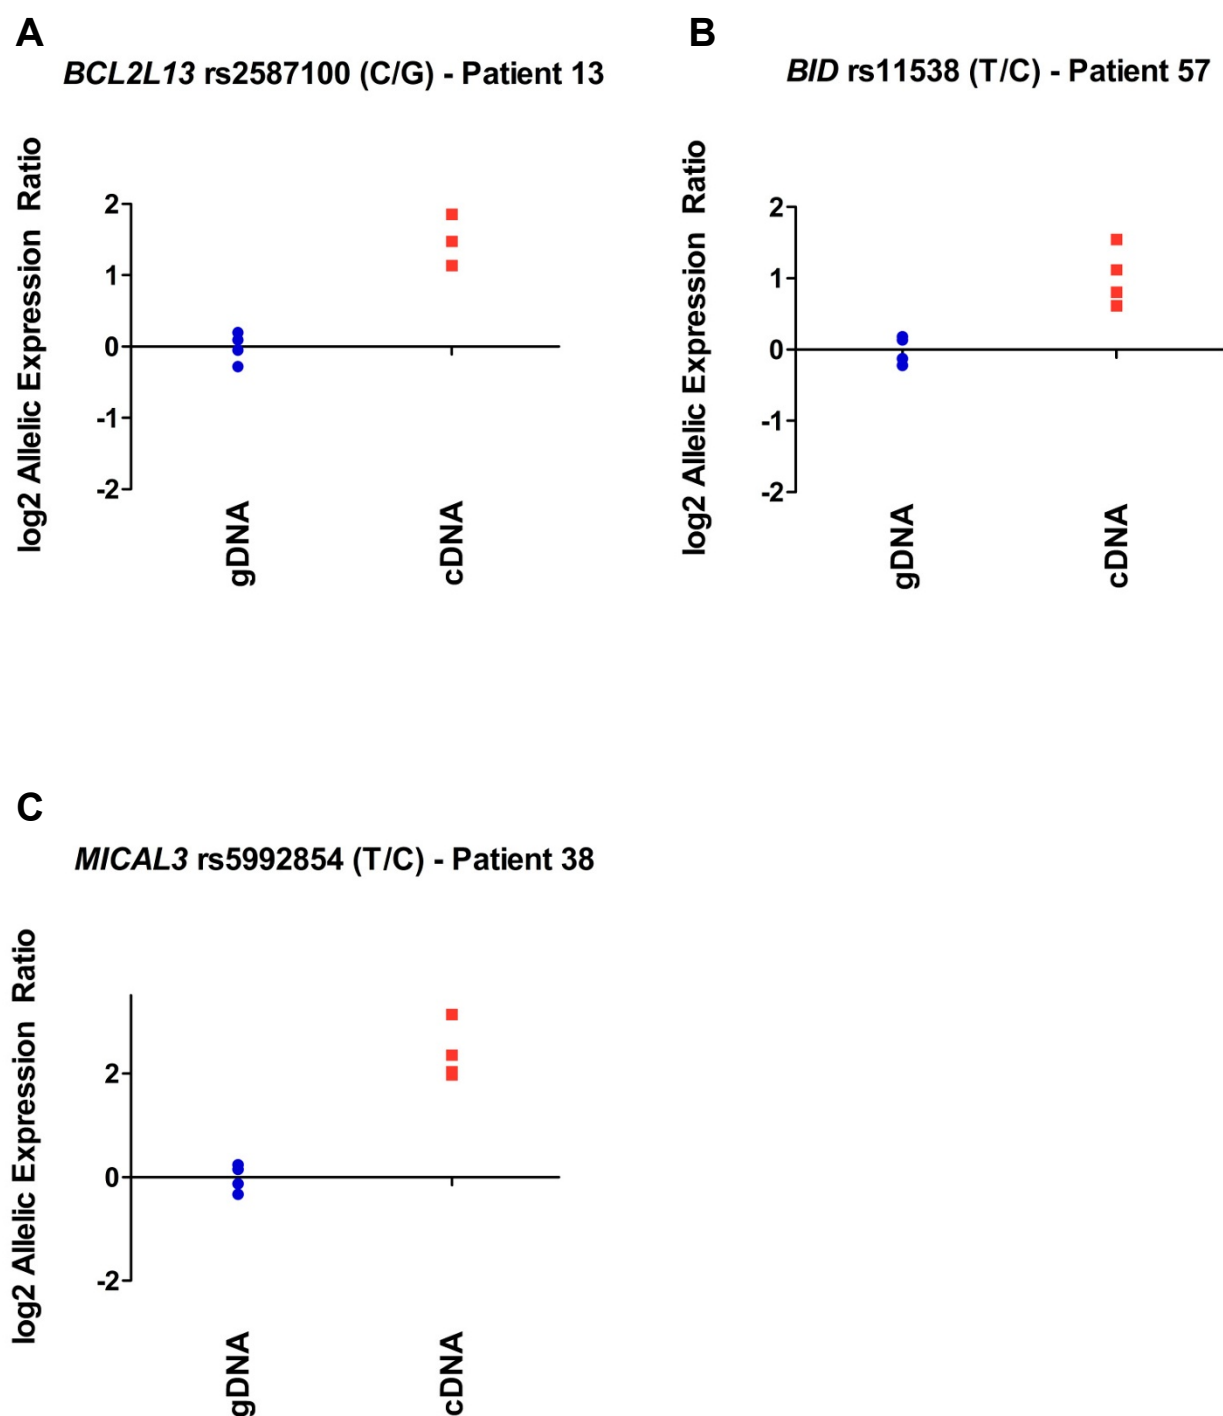 A
BCL2L13 rs2587100 (C/G) - Patient 13
log2 Allelic Expression Ratio
2
1
0
-1
-2
gDNA
cDNA
B
BID rs11538 (T/C) - Patient 57
log2 Allelic Expression Ratio
2
1
0
-1
-2
gDNA
cDNA
C
MICAL3 rs5992854 (T/C) - Patient 38
log2 Allelic Expression Ratio
2
0
-2
gDNA
cDNA